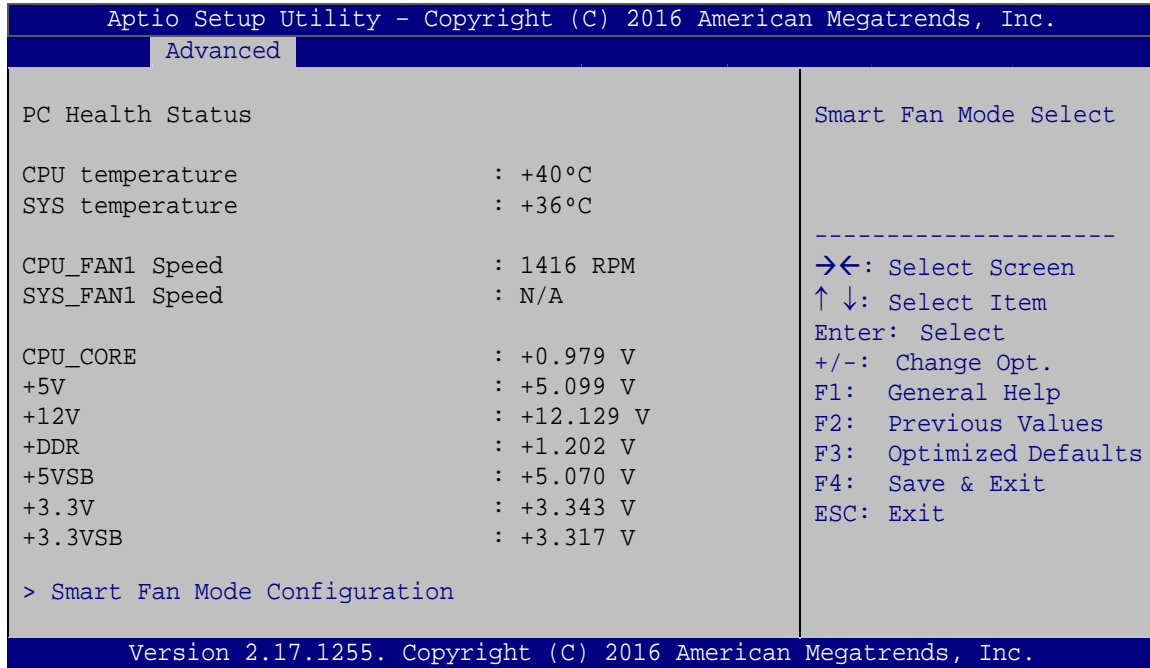 Aptio Setup Utility – Copyright (C) 2016 American Megatrends, Inc.
Advanced
PC Health Status
CPU temperature : +40ºC
SYS temperature : +36ºC
CPU_FAN1 Speed : 1416 RPM
SYS_FAN1 Speed : N/A
CPU_CORE : +0.979 V
+5V : +5.099 V
+12V : +12.129 V
+DDR : +1.202 V
+5VSB : +5.070 V
+3.3V : +3.343 V
+3.3VSB : +3.317 V
> Smart Fan Mode Configuration
Smart Fan Mode Select
---------------------
→←: Select Screen
↑ ↓: Select Item
Enter: Select
+/-: Change Opt.
F1: General Help
F2: Previous Values
F3: Optimized Defaults
F4: Save & Exit
ESC: Exit
Version 2.17.1255. Copyright (C) 2016 American Megatrends, Inc.